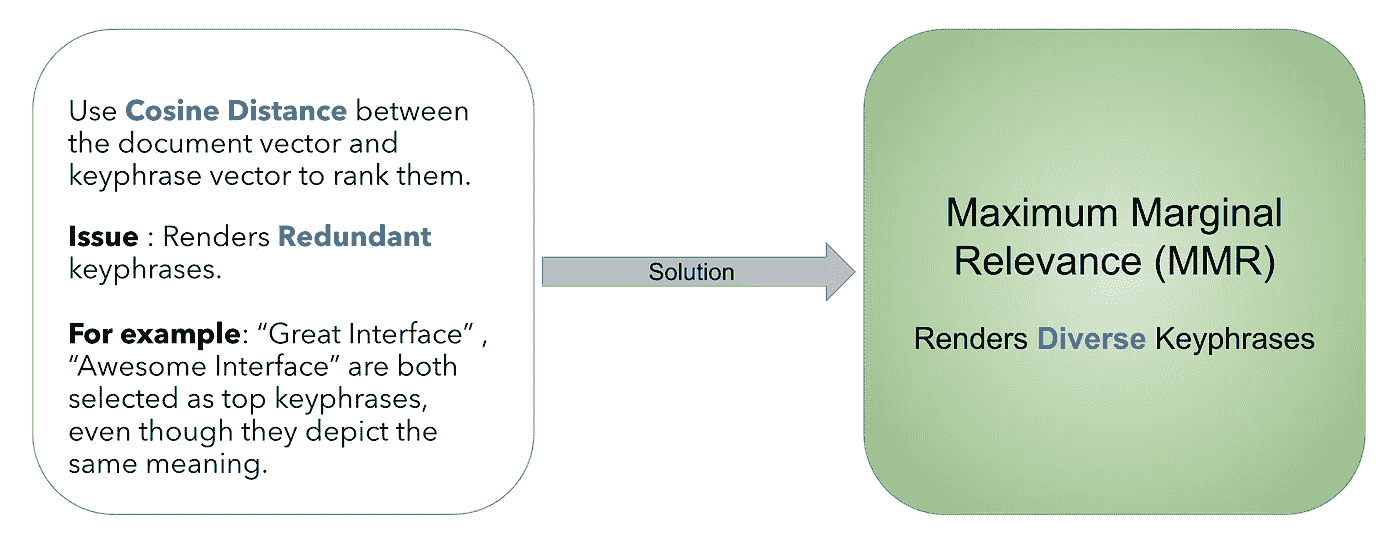 Use Cosine Distance between
the document vector and
keyphrase vector to rank them.
Issue : Renders Redundant
keyphrases.
For example: “Great Interface” ,
“Awesome Interface” are both
selected as top keyphrases,
even though they depict the
same meaning.
Solution
Maximum Marginal
Relevance (MMR)
Renders Diverse Keyphrases